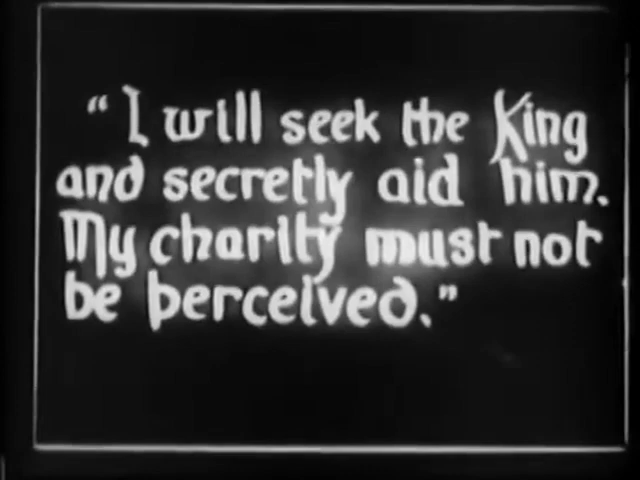 “I will seek the King
and secretly aid him.
My charity must not
be perceived.”